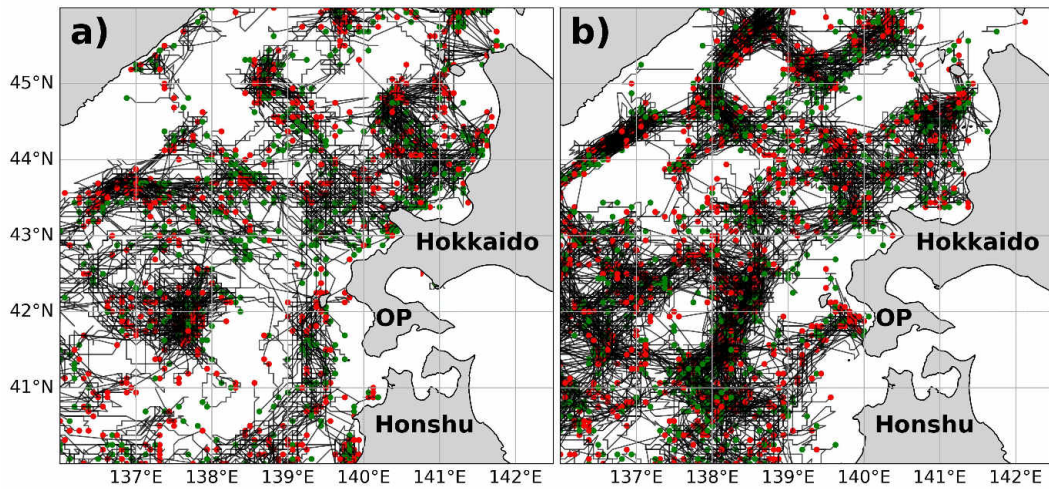 a) b)
45°N
44°N
43°N
Hokkaido Hokkaido
42°N
OP OP
41°N
Honshu Honshu
137°E 138°E 139°E 140°E 141°E 142°E 137°E 138°E 139°E 140°E 141°E 142°E